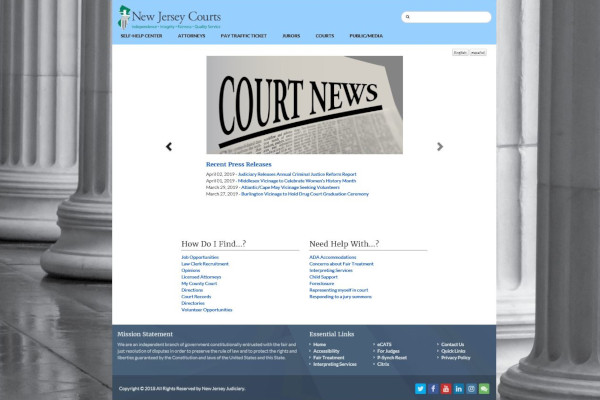 New Jersey Courts
Independence • Integrity • Fairness • Quality Service
SELF-HELP CENTER ATTORNEYS PAY TRAFFIC TICKET JURORS COURTS PUBLIC/MEDIA
English español
COURT NEWS
Recent Press Releases
April 02, 2019 - Judiciary Releases Annual Criminal Justice Reform Report
April 01, 2019 - Middlesex Vicinage to Celebrate Women's History Month
March 29, 2019 - Atlantic/Cape May Vicinage Seeking Volunteers
March 27, 2019 - Burlington Vicinage to Hold Drug Court Graduation Ceremony
How Do I Find...? Need Help With...?
Job Opportunities ADA Accommodations
Law Clerk Recruitment Concerns about Fair Treatment
Opinions Interpreting Services
Licensed Attorneys Child Support
My County Court Foreclosure
Directions Representing myself in court
Court Records Responding to a jury summons
Directories
Volunteer Opportunities
Mission Statement Essential Links
We are an independent branch of government constitutionally entrusted with the fair and
just resolution of disputes in order to preserve the rule of law and to protect the rights and
liberties guaranteed by the Constitution and laws of the United States and this State.
Home eCATS Contact Us
Accessibility For Judges Quick Links
Fair Treatment P-Synch Reset Privacy Policy
Interpreting Services Citrix
Copyright © 2018 All Rights Reserved by New Jersey Judiciary.